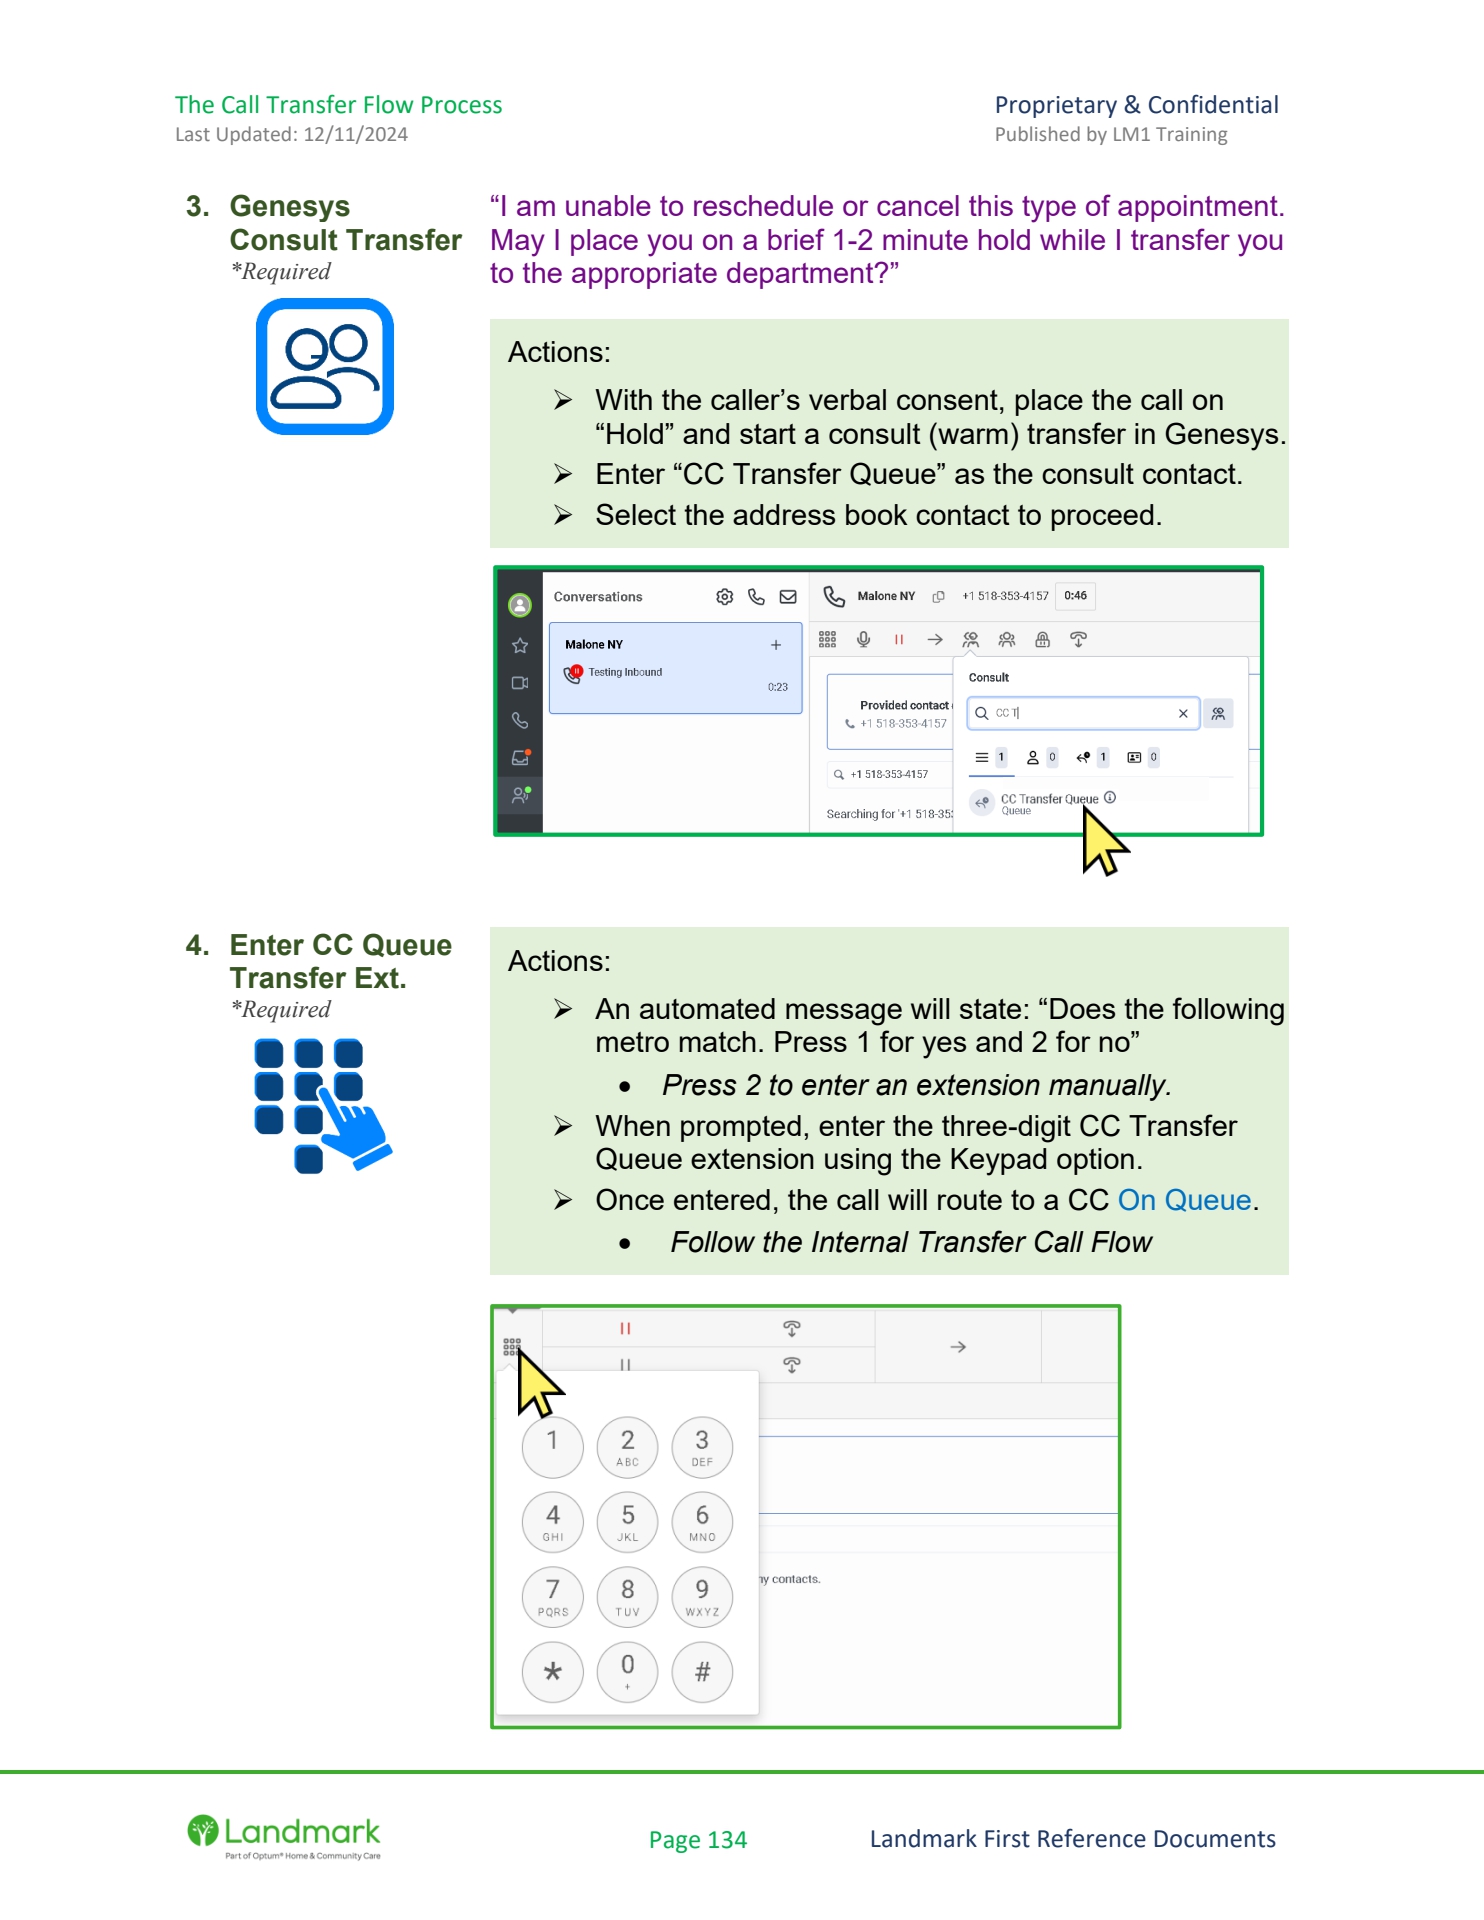 The Call Transfer Flow Process
Proprietary & Confidential
Last Updated: 12/11/2024
Published by LM1 Training
3. Genesys
Consult Transfer
*Required
“I am unable to reschedule or cancel this type of appointment.
May I place you on a brief 1-2 minute hold while I transfer you
to the appropriate department?”
Actions:
➢ With the caller’s verbal consent, place the call on
“Hold” and start a consult (warm) transfer in Genesys.
➢ Enter “CC Transfer Queue” as the consult contact.
➢ Select the address book contact to proceed.
Conversations
Malone NY
+1 518-353-4157
0:46
Malone NY
Testing Inbound
0:23
Consult
Provided contact
+1 518-353-4157
CC T
1
0
1
0
+1 518-353-4157
CC Transfer Queue
Queue
Searching for '+1 518-35
4. Enter CC Queue
Transfer Ext.
*Required
Actions:
➢ An automated message will state: “Does the following
metro match. Press 1 for yes and 2 for no”
• Press 2 to enter an extension manually.
➢ When prompted, enter the three-digit CC Transfer
Queue extension using the Keypad option.
➢ Once entered, the call will route to a CC On Queue.
• Follow the Internal Transfer Call Flow
1 2 3
ABC DEF
4 5 6
GHI JKL MNO
7 8 9
PQRS TUV WXYZ
* 0 #
+
ny contacts.
Landmark
Part of Optum® Home & Community Care
Page 134
Landmark First Reference Documents